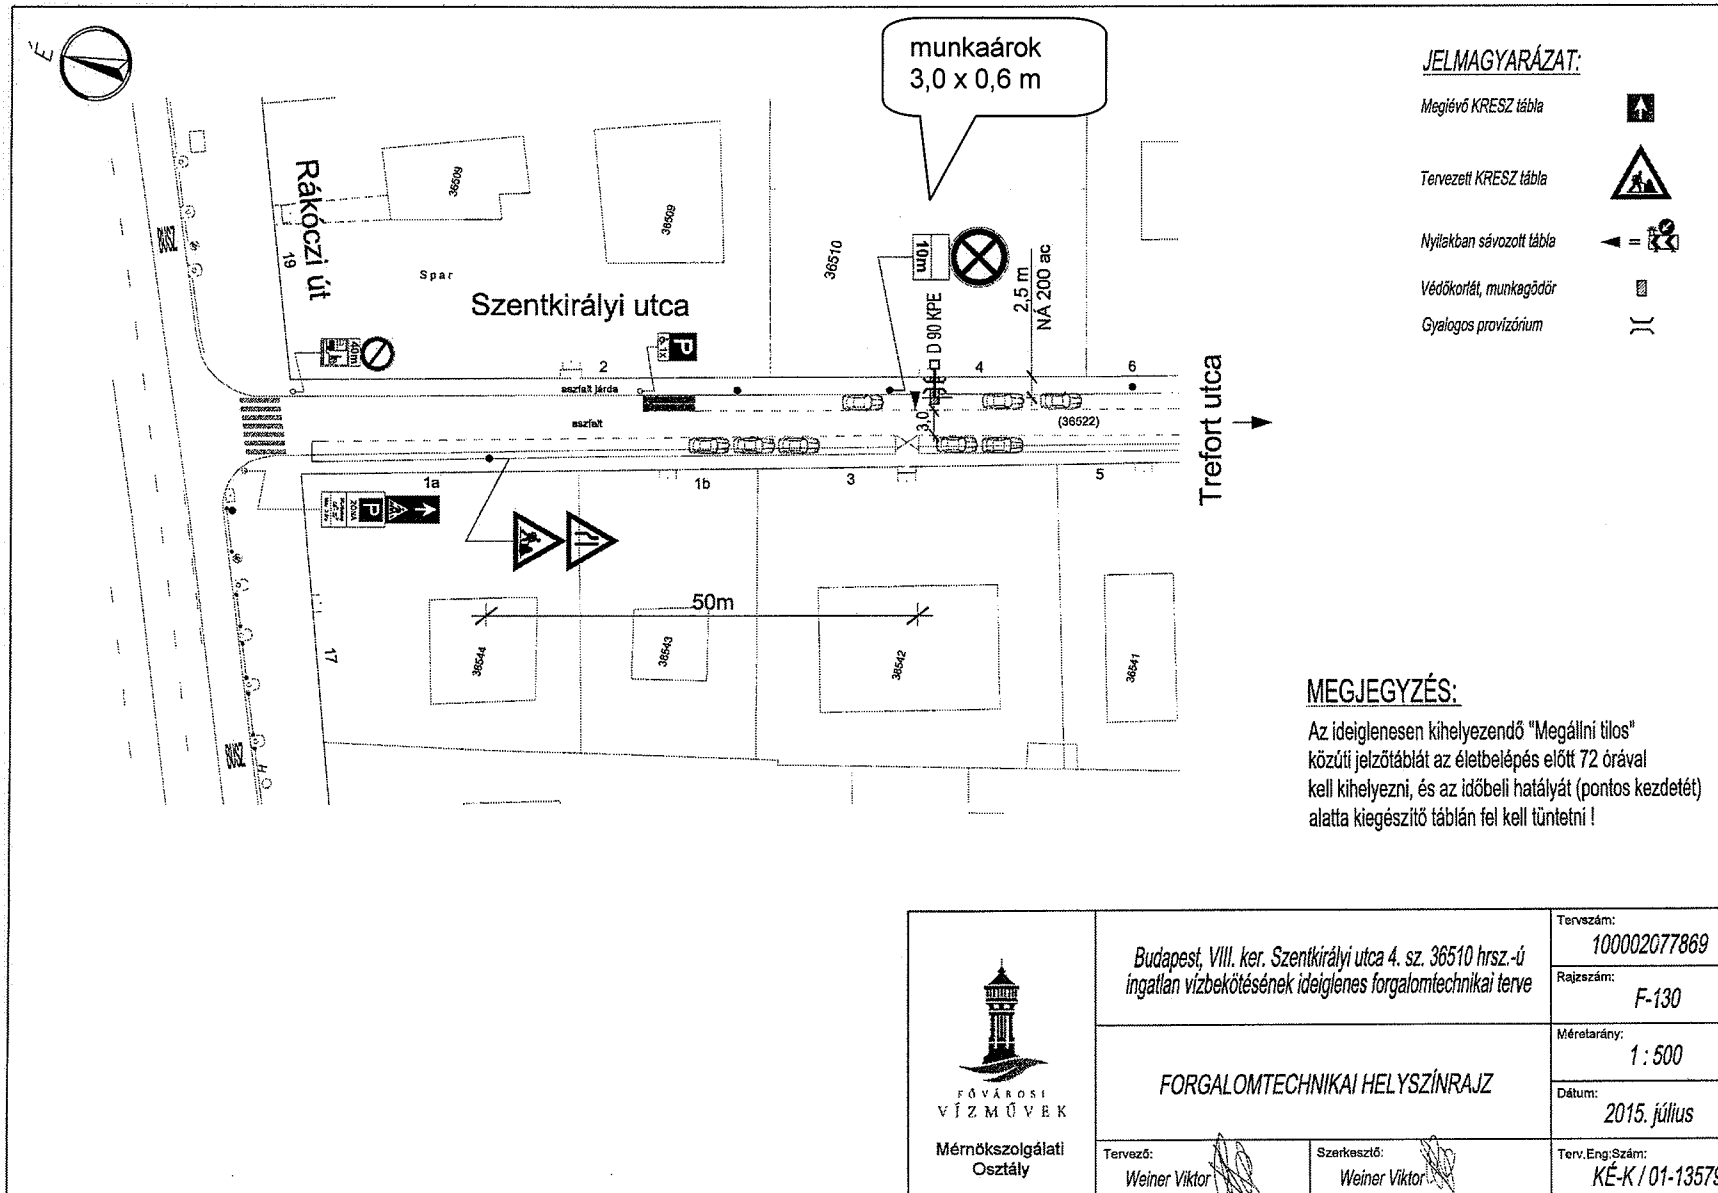 É
munkaárok
3,0 x 0,6 m
JELMAGYARÁZAT:
Meglévő KRESZ tábla
Tervezett KRESZ tábla
Nyilakban sávozott tábla
=
Védőkorlát, munkagödör
Gyalogos provizórium
Rákóczi út
19
BUSZ
36509
36509
Spar
Szentkirályi utca
36510
10m
D 90 KPE
2,5 m
NÁ 200 ac
40m
P
2
aszfalt járda
4
6
aszfalt
3,0
(36522)
Trefort utca
1a
1b
3
5
P
ZÓNA
50m
17
36544
36543
36542
36541
BUSZ
H
MEGJEGYZÉS:
Az ideiglenesen kihelyezendő "Megállni tilos"
közúti jelzőtáblát az életbelépés előtt 72 órával
kell kihelyezni, és az időbeli hatályát (pontos kezdetét)
alatta kiegészítő táblán fel kell tüntetni !
FŐVÁROSI
VÍZMŰVEK
Mérnökszolgálati
Osztály
Budapest, VIII. ker. Szentkirályi utca 4. sz. 36510 hrsz.-ú
ingatlan vízbekötésének ideiglenes forgalomtechnikai terve
FORGALOMTECHNIKAI HELYSZÍNRAJZ
Tervező:
Weiner Viktor
Szerkesztő:
Weiner Viktor
Tervszám:
100002077869
Rajzszám:
F-130
Méretarány:
1 : 500
Dátum:
2015. július
Terv.Eng.Szám:
KÉ-K / 01-13579